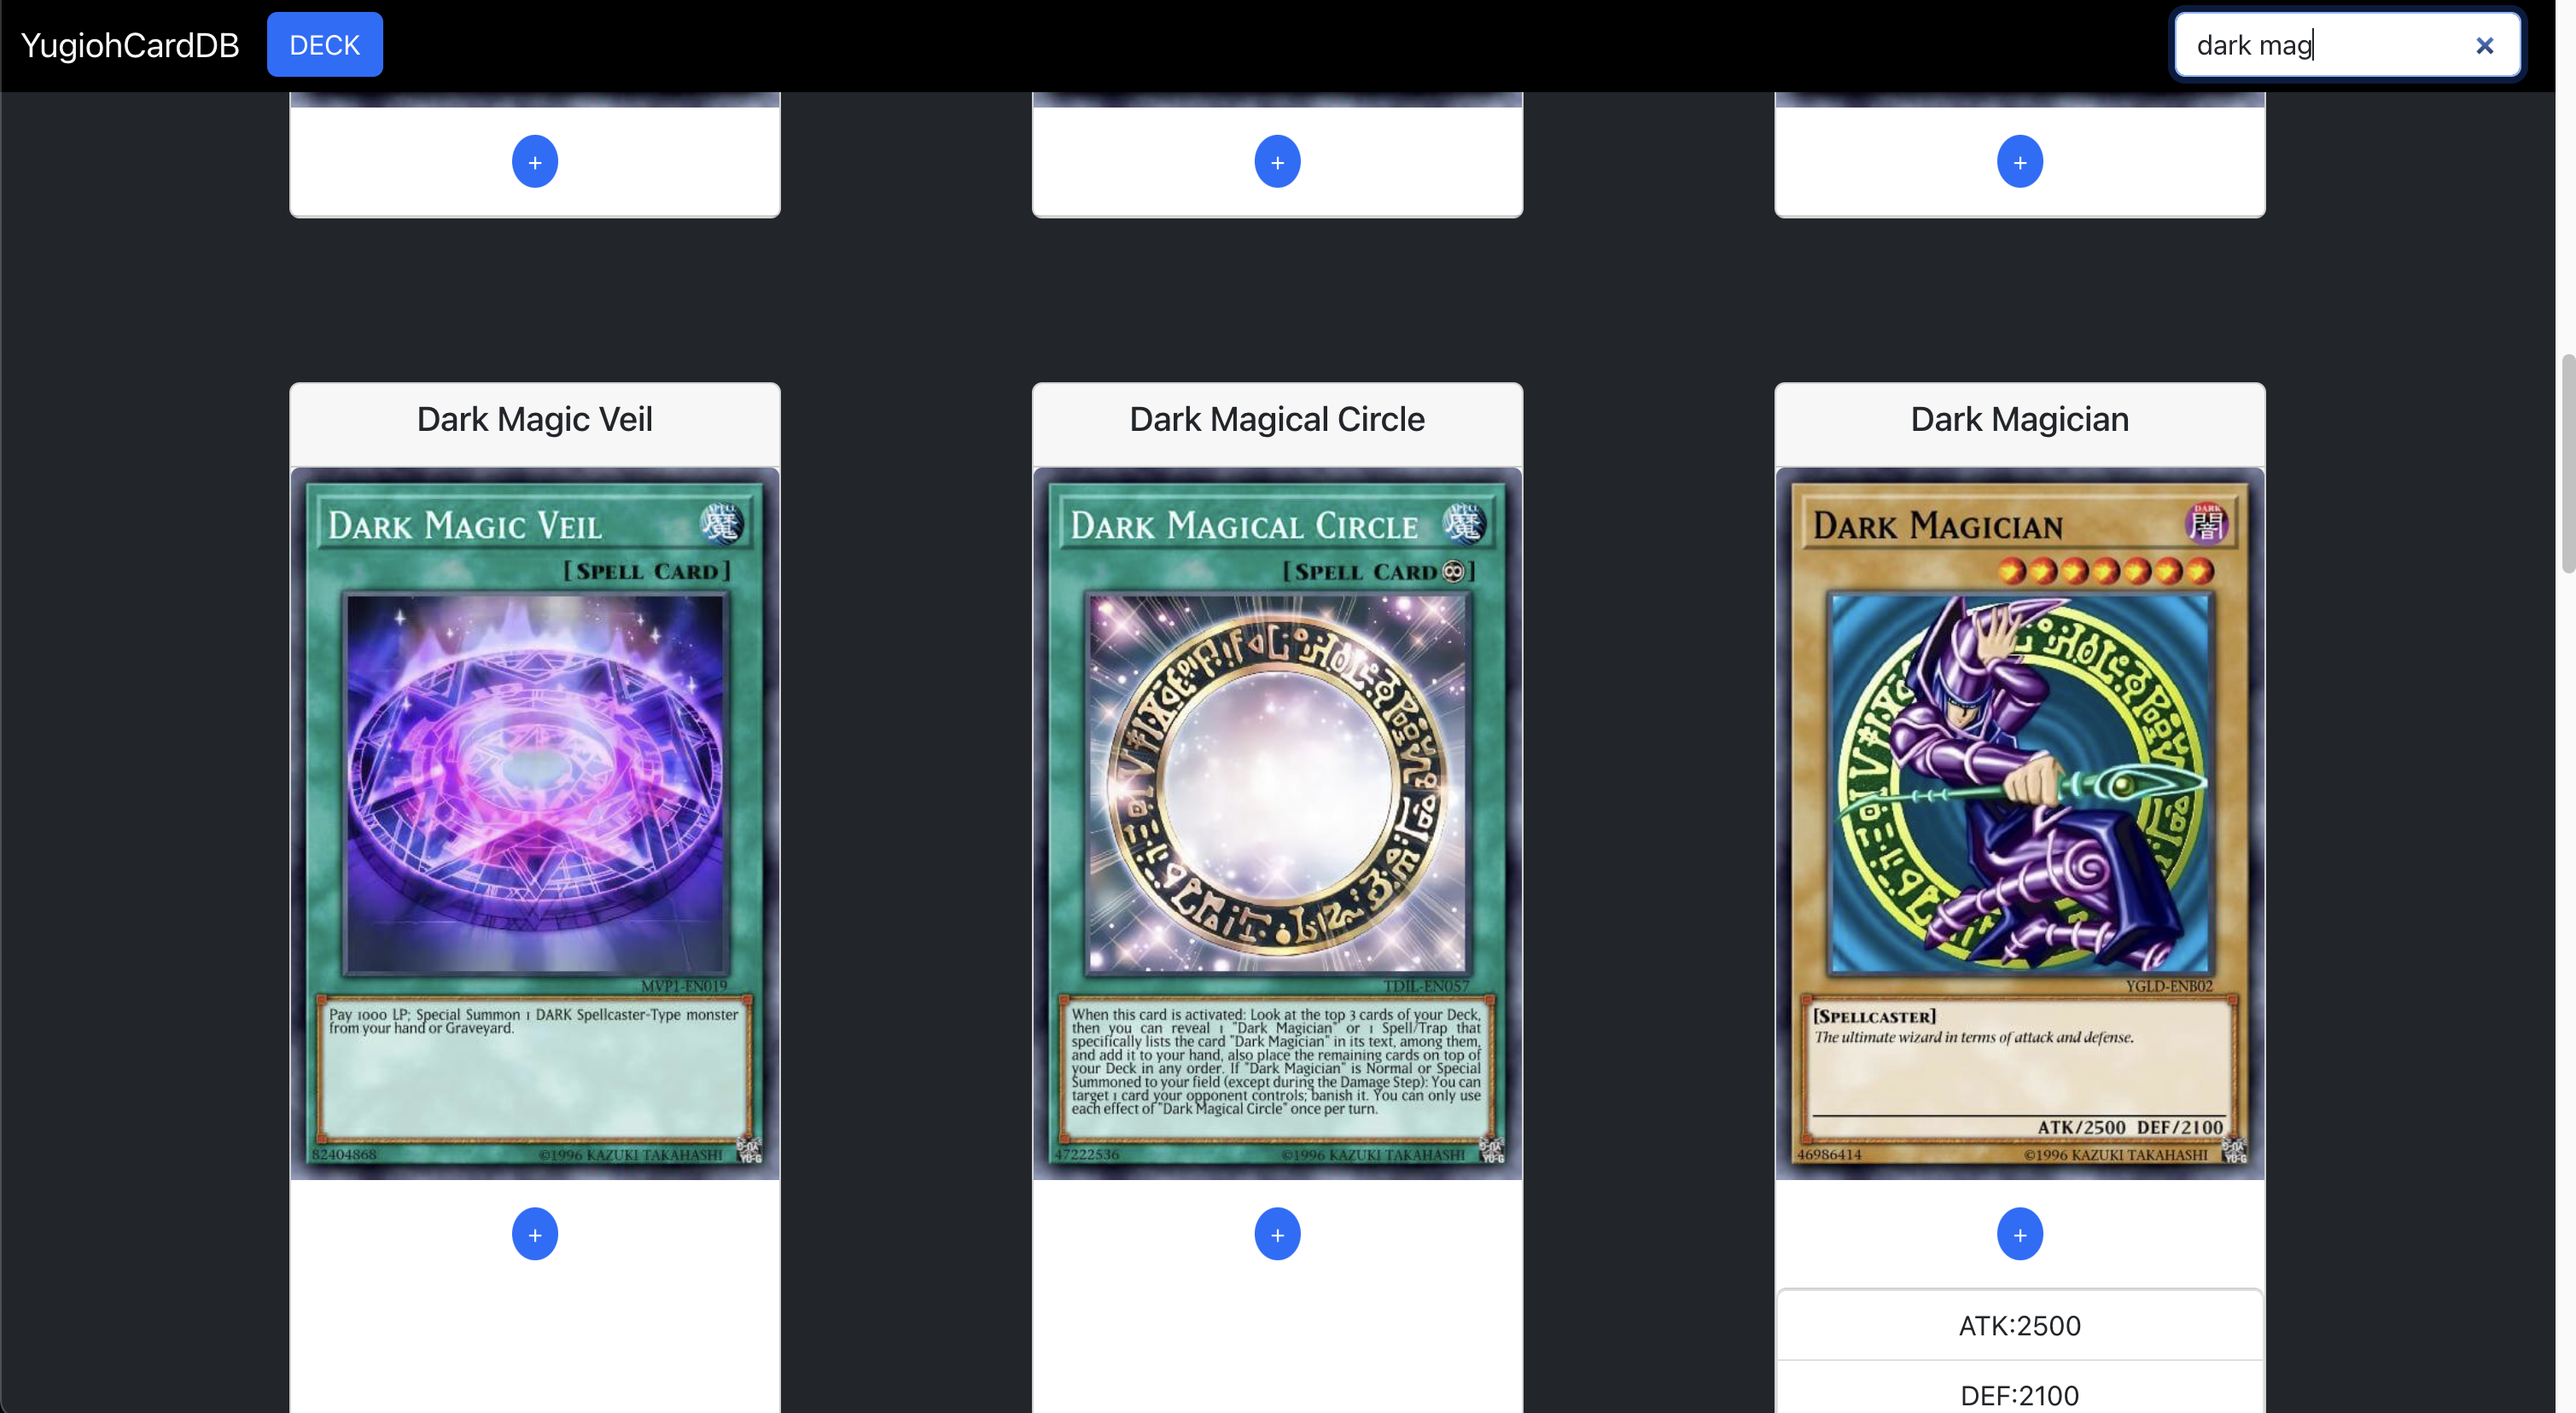 YugiohCardDB
DECK
dark mag
+
+
+
Dark Magic Veil
DARK MAGIC VEIL
魔
[SPELL CARD]
MVP1-EN019
Pay 1000 LP; Special Summon 1 DARK Spellcaster-Type monster
from your hand or Graveyard.
82404868
©1996 KAZUKI TAKAHASHI
+
Dark Magical Circle
DARK MAGICAL CIRCLE
魔
[SPELL CARD]
TDIL-EN057
When this card is activated: Look at the top 3 cards of your Deck,
then you can reveal 1 "Dark Magician" or 1 Spell/Trap that
specifically lists the card "Dark Magician" in its text, among them,
and add it to your hand, also place the remaining cards on top of
your Deck in any order. If "Dark Magician" is Normal or Special
Summoned to your field (except during the Damage Step): You can
target 1 card your opponent controls; banish it. You can only use
each effect of "Dark Magical Circle" once per turn.
47222536
©1996 KAZUKI TAKAHASHI
+
Dark Magician
DARK MAGICIAN
DARK
闇
YGLD-ENB02
[SPELLCASTER]
The ultimate wizard in terms of attack and defense.
ATK/2500 DEF/2100
46986414
©1996 KAZUKI TAKAHASHI
+
ATK:2500
DEF:2100